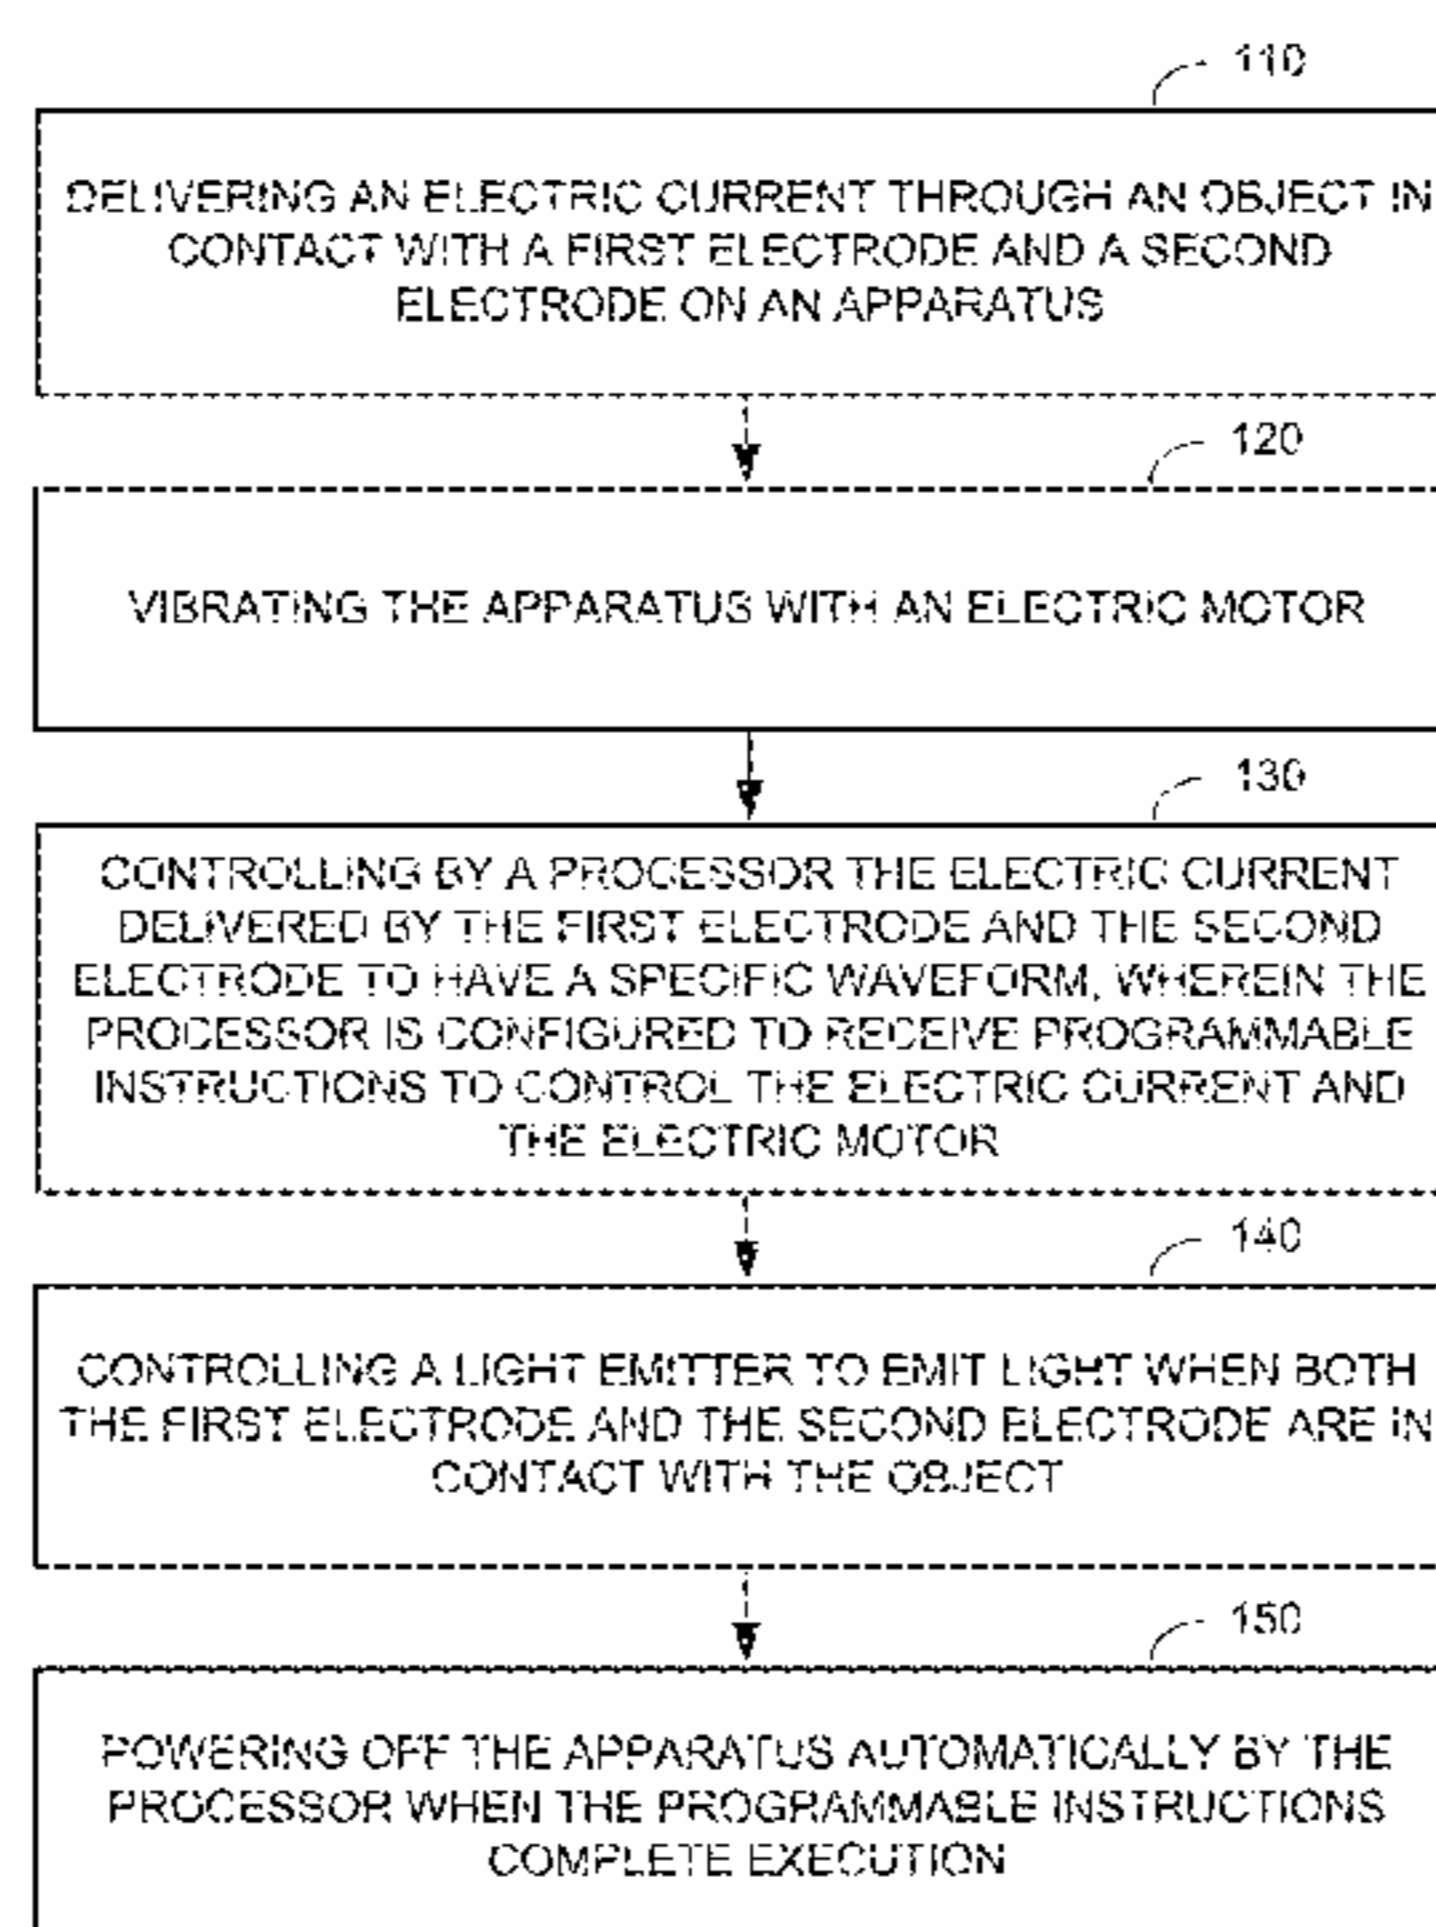 110
DELIVERING AN ELECTRIC CURRENT THROUGH AN OBJECT IN
CONTACT WITH A FIRST ELECTRODE AND A SECOND
ELECTRODE ON AN APPARATUS
120
VIBRATING THE APPARATUS WITH AN ELECTRIC MOTOR
130
CONTROLLING BY A PROCESSOR THE ELECTRIC CURRENT
DELIVERED BY THE FIRST ELECTRODE AND THE SECOND
ELECTRODE TO HAVE A SPECIFIC WAVEFORM, WHEREIN THE
PROCESSOR IS CONFIGURED TO RECEIVE PROGRAMMABLE
INSTRUCTIONS TO CONTROL THE ELECTRIC CURRENT AND
THE ELECTRIC MOTOR
140
CONTROLLING A LIGHT EMITTER TO EMIT LIGHT WHEN BOTH
THE FIRST ELECTRODE AND THE SECOND ELECTRODE ARE IN
CONTACT WITH THE OBJECT
150
POWERING OFF THE APPARATUS AUTOMATICALLY BY THE
PROCESSOR WHEN THE PROGRAMMABLE INSTRUCTIONS
COMPLETE EXECUTION